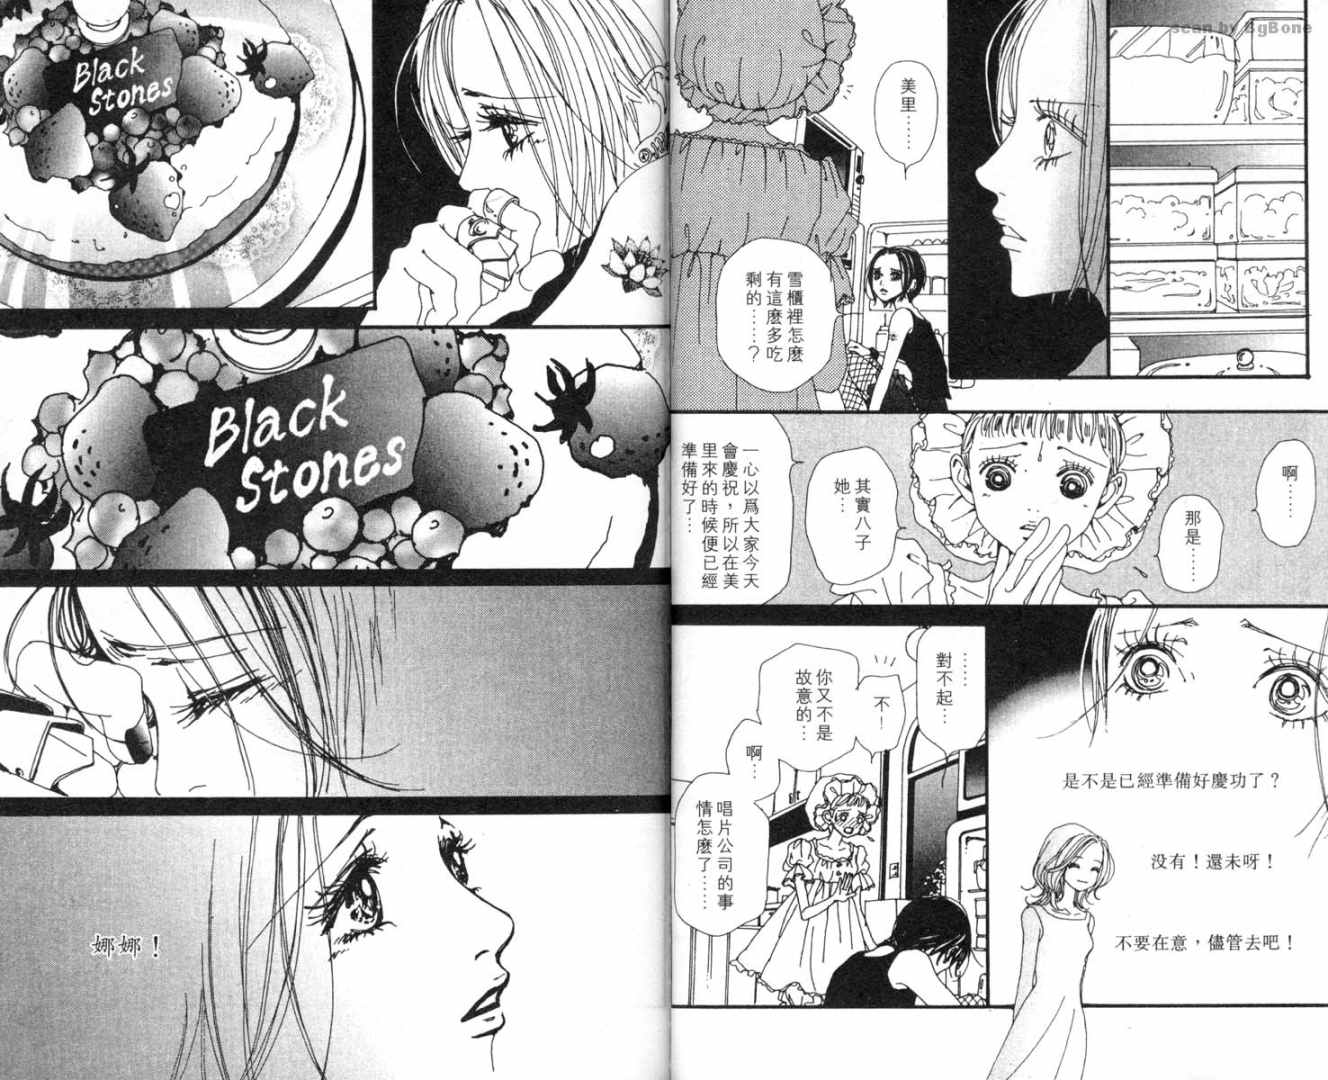 scan by BgBone
美里……
雪櫃裡怎麼
有這麼多吃
剩的……？
啊……
那是……
其實八子
她…
一心以爲大家今天
會慶祝，所以在美
里來的時候便已經
準備好了…
是不是已經準備好慶功了？
没有！還未呀！
不要在意，儘管去吧！
……
對不起…
不！
你又不是
故意的…
啊…
唱片公司的事
情怎麼了……
Black
Stones
Black
Stones
娜娜！